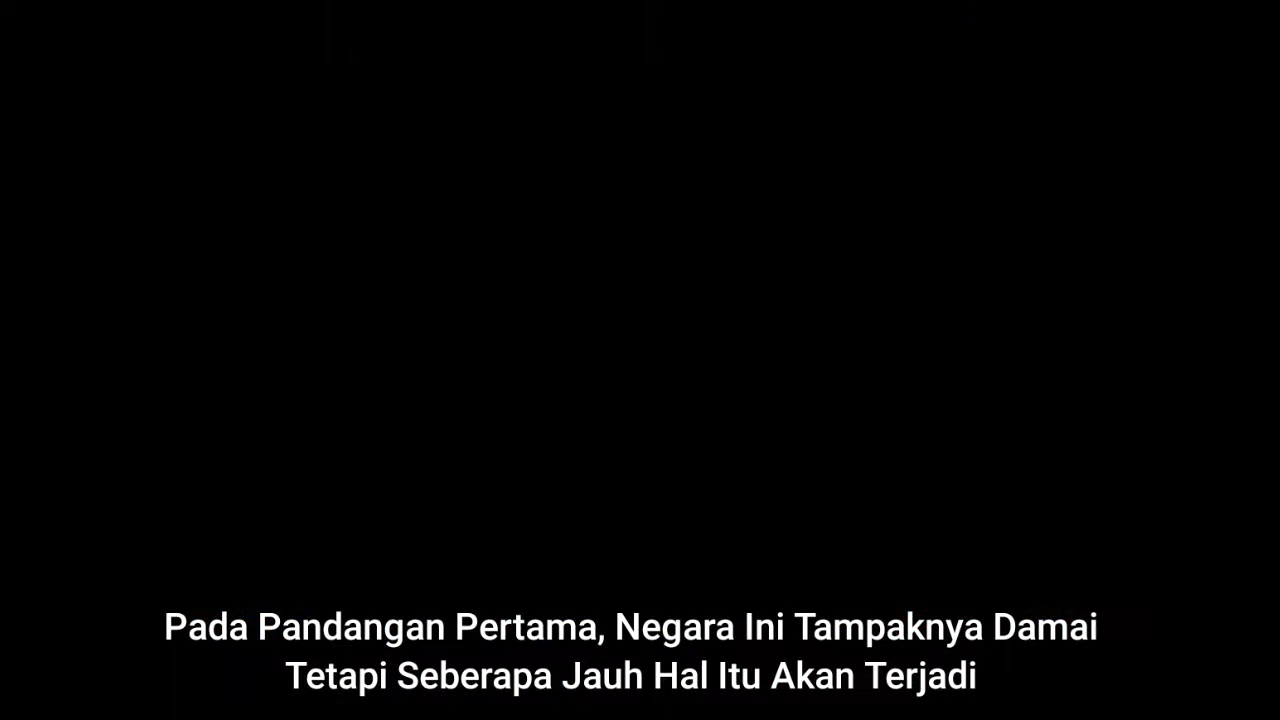 Pada Pandangan Pertama, Negara Ini Tampaknya Damai
Tetapi Seberapa Jauh Hal Itu Akan Terjadi